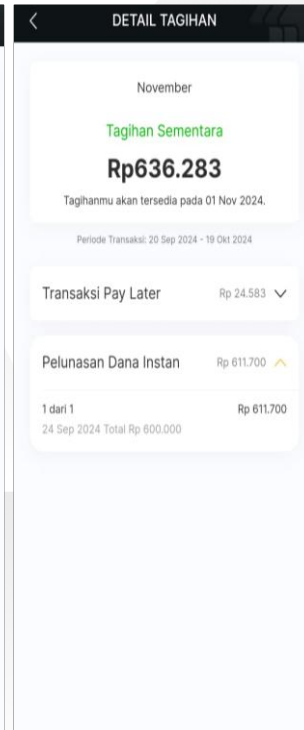 DETAIL TAGIHAN
November
Tagihan Sementara
Rp636.283
Tagihanmu akan tersedia pada 01 Nov 2024.
Periode Transaksi: 20 Sep 2024 - 19 Okt 2024
Transaksi Pay Later Rp 24.583
Pelunasan Dana Instan Rp 611.700
1 dari 1 Rp 611.700
24 Sep 2024 Total Rp 600.000